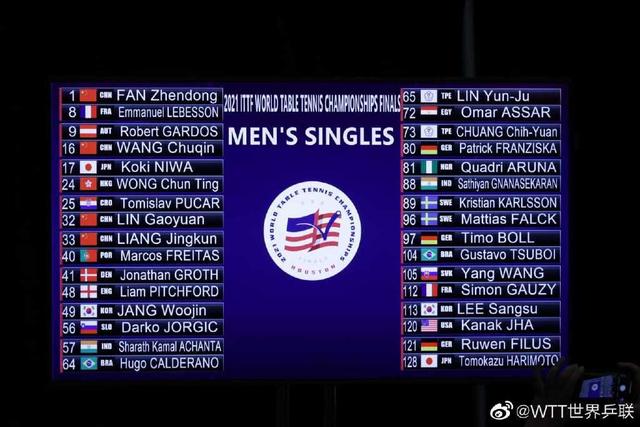 2021 ITTF WORLD TABLE TENNIS CHAMPIONSHIPS FINALS
MEN'S SINGLES
1 CHN FAN Zhendong
8 FRA Emmanuel LEBESSON
9 AUT Robert GARDOS
16 CHN WANG Chuqin
17 JPN Koki NIWA
24 HKG WONG Chun Ting
25 CRO Tomislav PUCAR
32 CHN LIN Gaoyuan
33 CHN LIANG Jingkun
40 POR Marcos FREITAS
41 DEN Jonathan GROTH
48 ENG Liam PITCHFORD
49 KOR JANG Woojin
56 SLO Darko JORGIC
57 IND Sharath Kamal ACHANTA
64 BRA Hugo CALDERANO
2021 WORLD TABLE TENNIS CHAMPIONSHIPS
USA
FINALS
HOUSTON
65 TPE LIN Yun-Ju
72 EGY Omar ASSAR
73 TPE CHUANG Chih-Yuan
80 GER Patrick FRANZISKA
81 NGR Quadri ARUNA
88 IND Sathiyan GNANASEKARAN
89 SWE Kristian KARLSSON
96 SWE Mattias FALCK
97 GER Timo BOLL
104 BRA Gustavo TSUBOI
105 SVK Yang WANG
112 FRA Simon GAUZY
113 KOR LEE Sangsu
120 USA Kanak JHA
121 GER Ruwen FILUS
128 JPN Tomokazu HARIMOTO
@WTT世界乒联